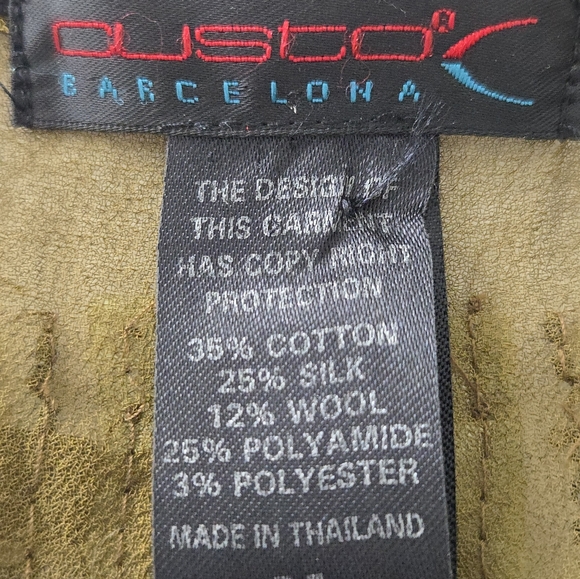 CUSTO®
BARCELONA
THE DESIGN OF
THIS GARMENT
HAS COPY RIGHT
PROTECTION
35% COTTON
25% SILK
12% WOOL
25% POLYAMIDE
3% POLYESTER
MADE IN THAILAND